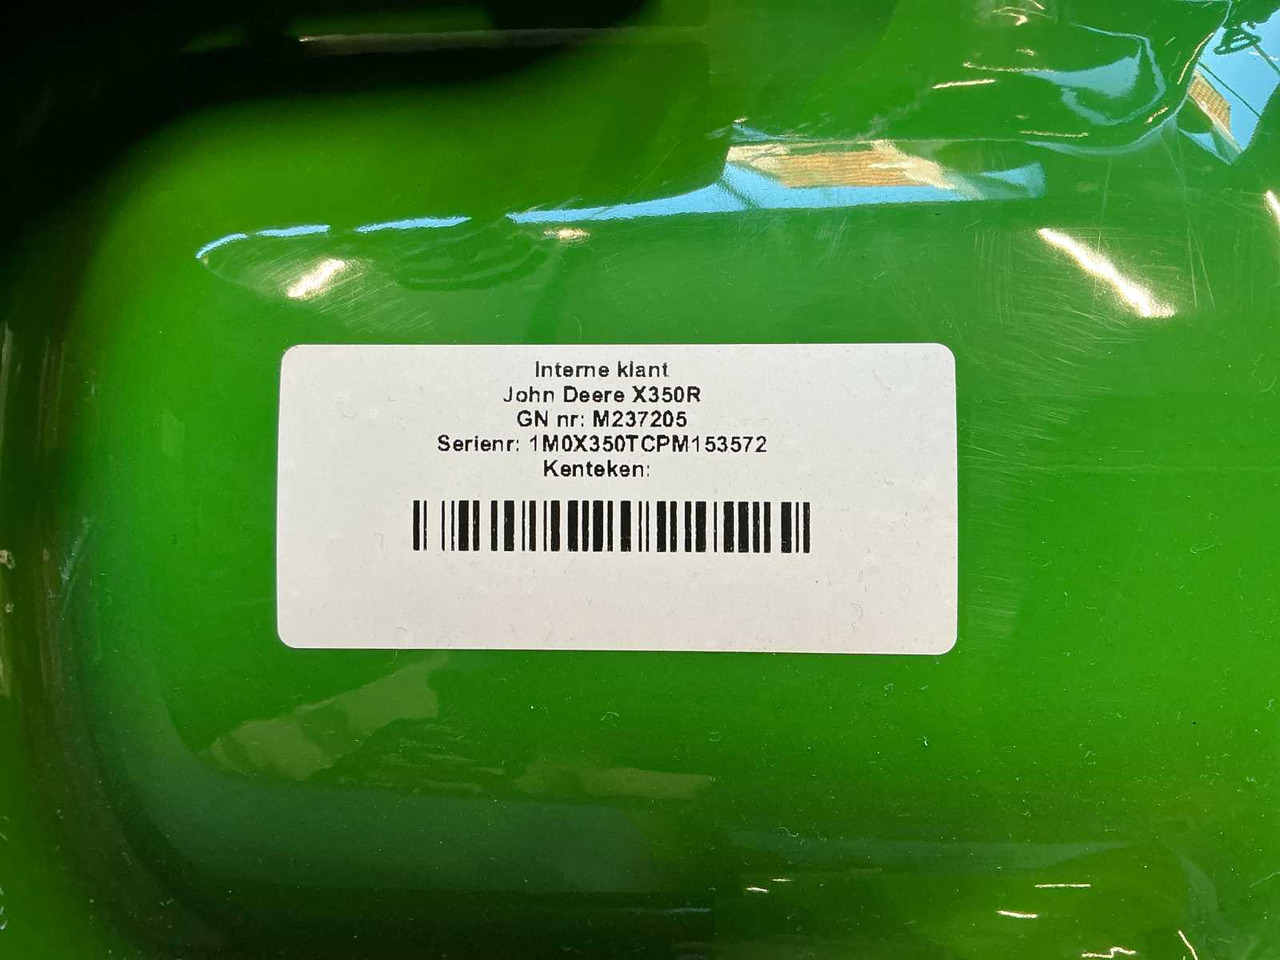 Interne klant
John Deere X350R
GN nr: M237205
Serienr: 1M0X350TCPM153572
Kenteken: